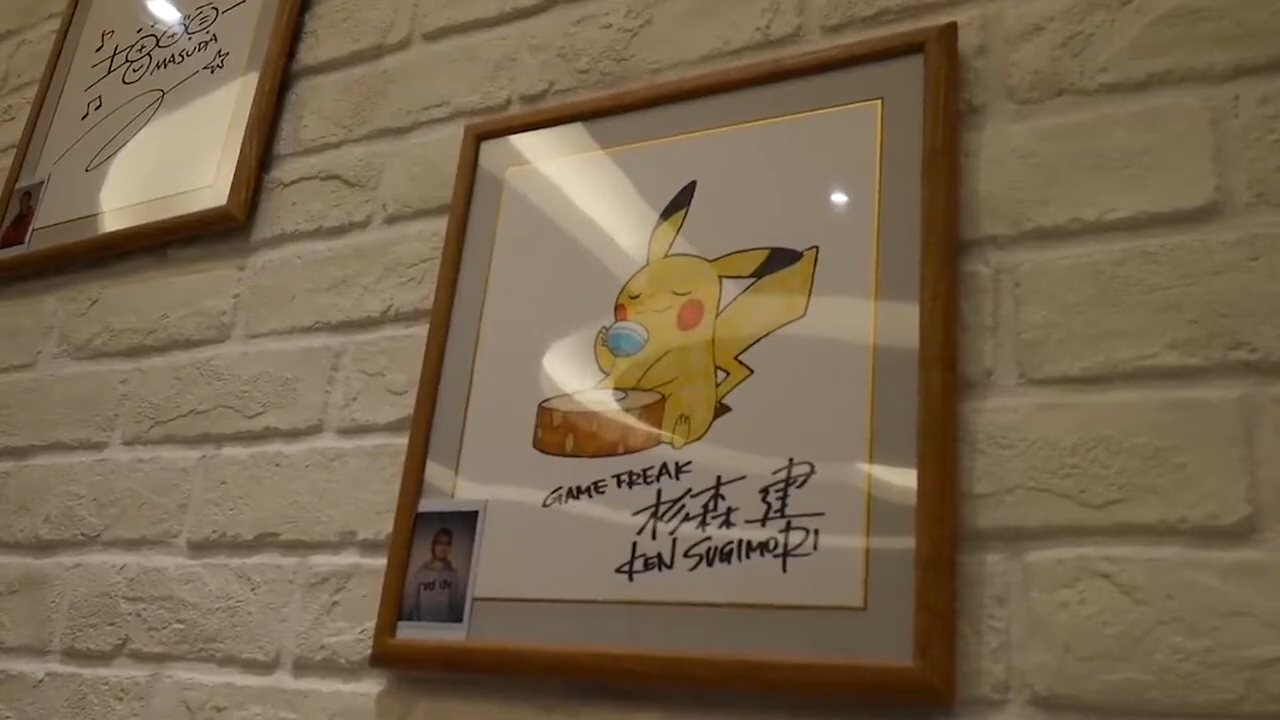 MASUDA
GAME FREAK
杉森 建
KEN SUGIMORI